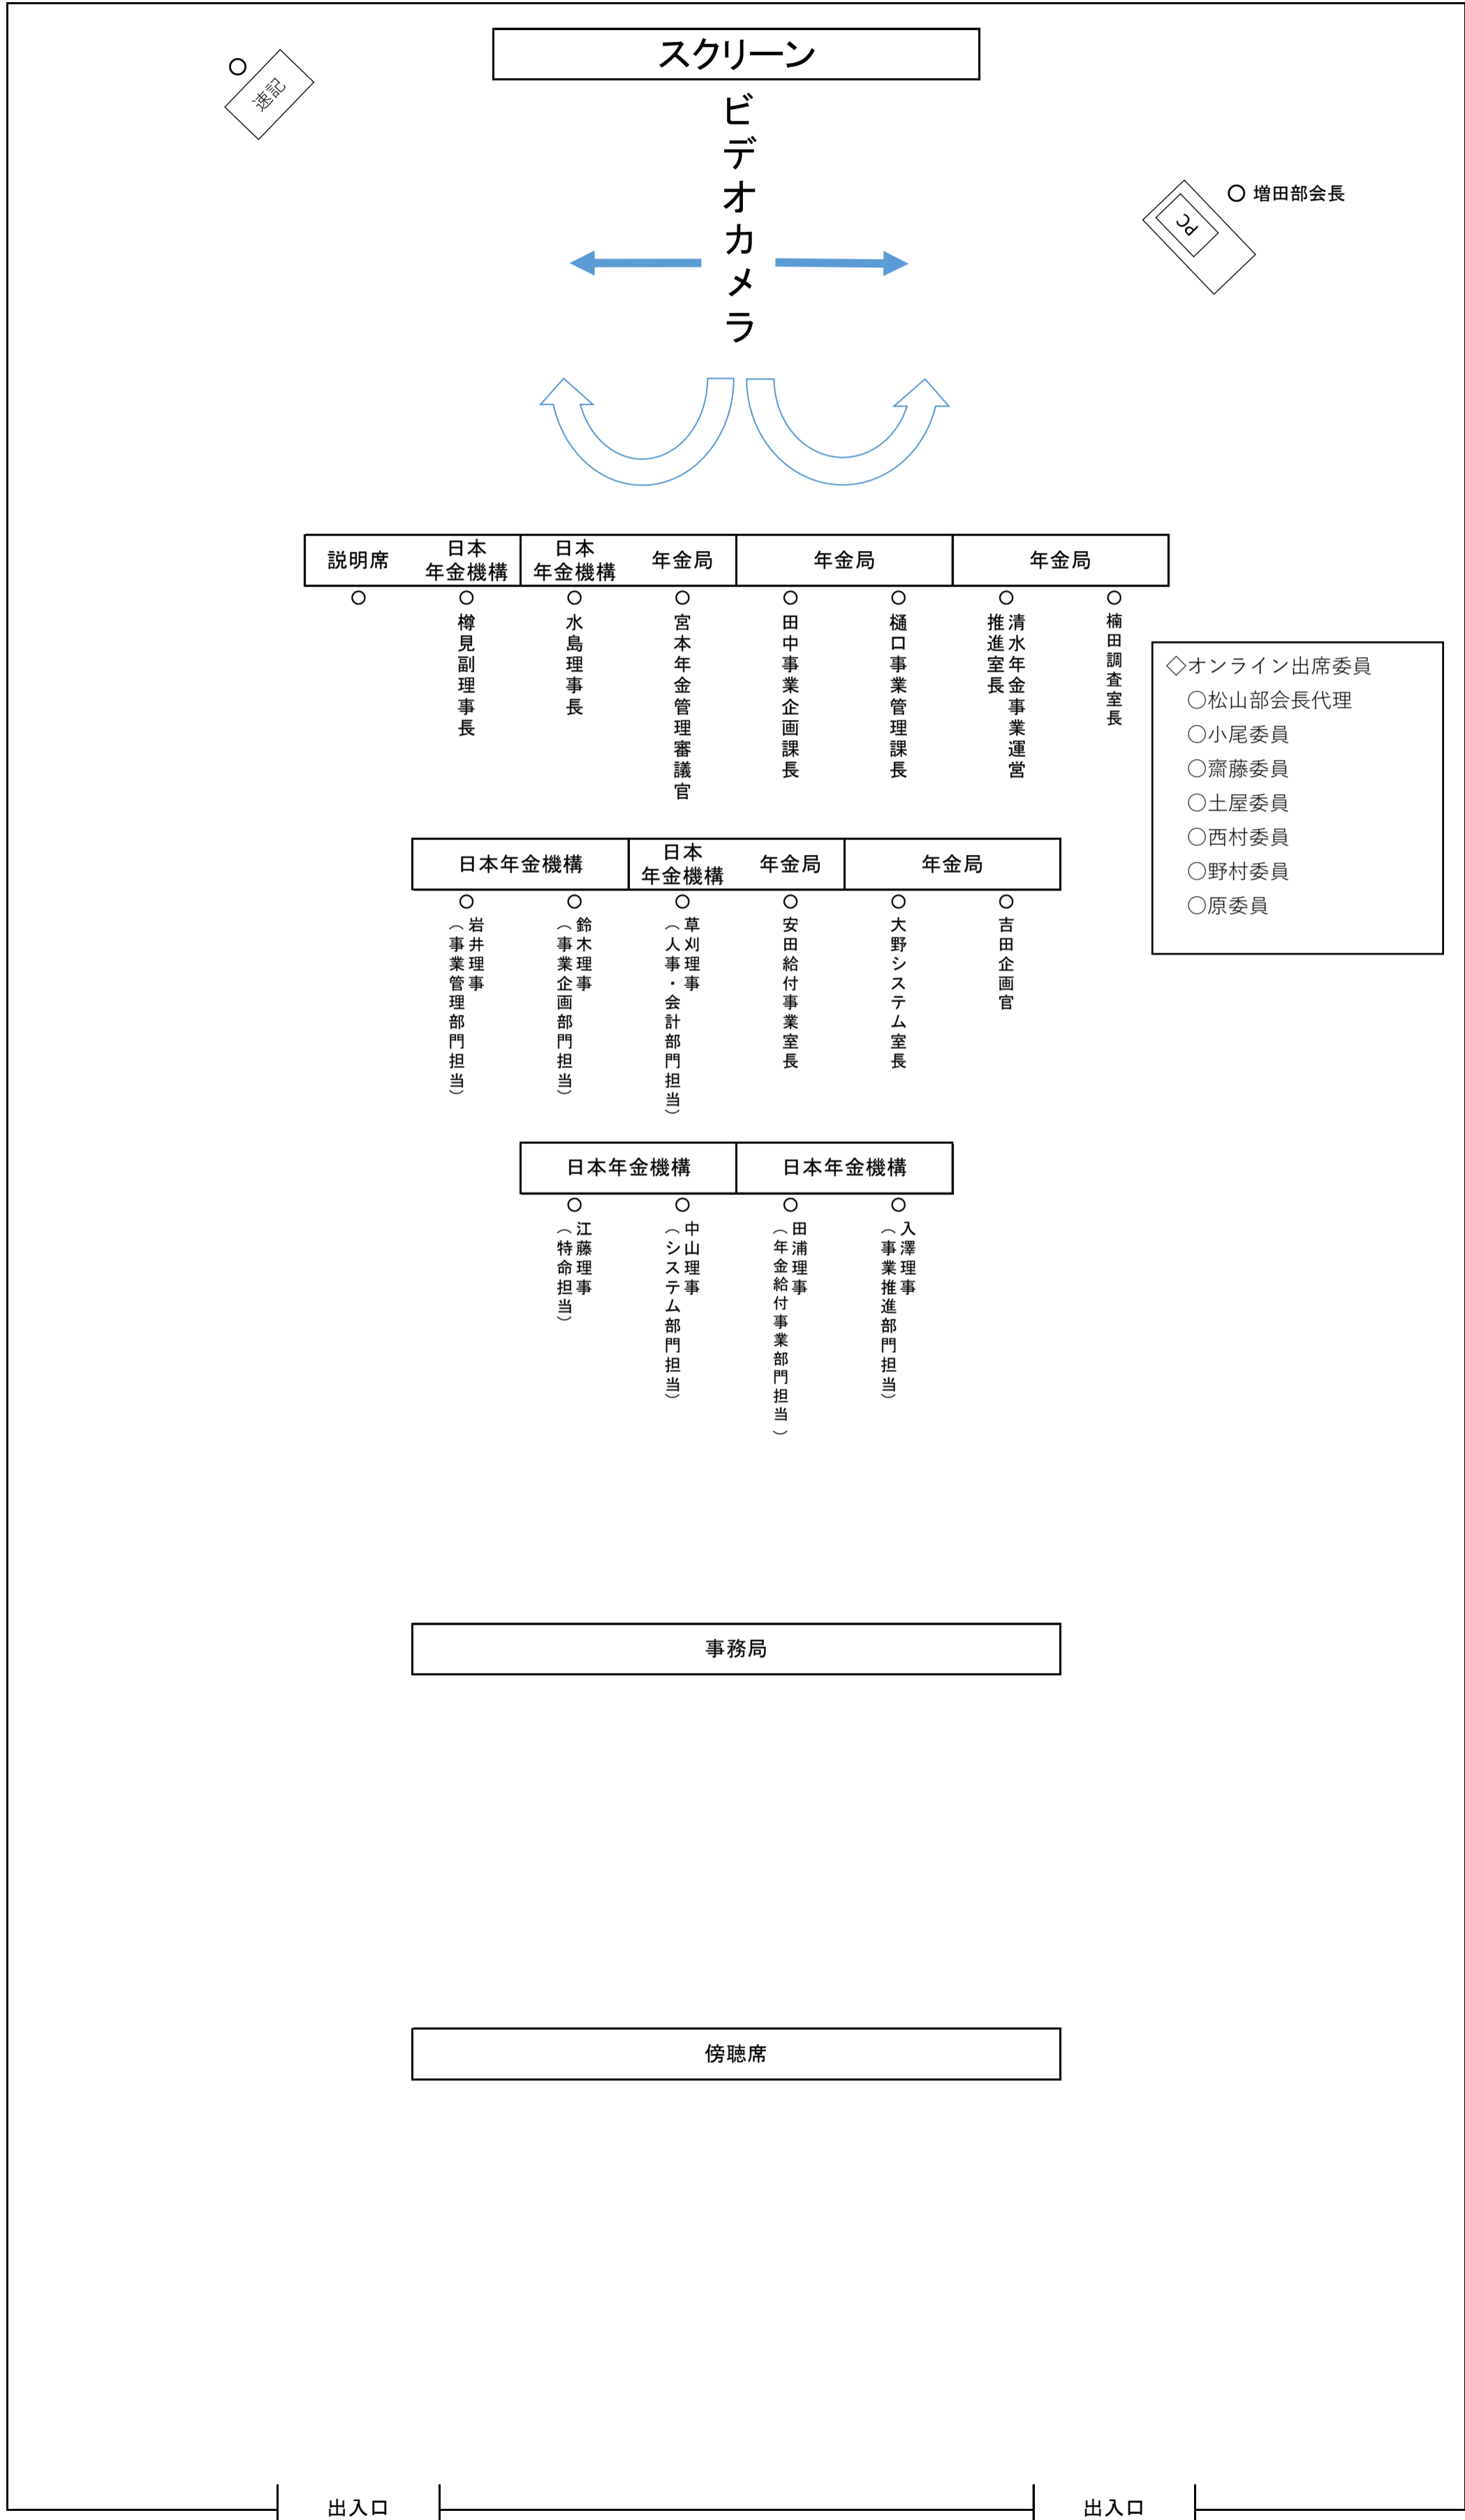 スクリーン
速記
ビデオカメラ
PC
増田部会長
説明席
日本
年金機構
日本
年金機構
年金局
年金局
年金局
樽見副理事長
水島理事長
宮本年金管理審議官
田中事業企画課長
樋口事業管理課長
清水年金事業運営
推進室長
楠田調査室長
◇オンライン出席委員
○松山部会長代理
○小尾委員
○齋藤委員
○土屋委員
○西村委員
○野村委員
○原委員
日本年金機構
日本
年金機構
年金局
年金局
岩井理事
（事業管理部門担当）
鈴木理事
（事業企画部門担当）
草刈理事
（人事・会計部門担当）
安田給付事業室長
大野システム室長
吉田企画官
日本年金機構
日本年金機構
江藤理事
（特命担当）
中山理事
（システム部門担当）
田浦理事
（年金給付事業部門担当）
入澤理事
（事業推進部門担当）
事務局
傍聴席
出入口
出入口